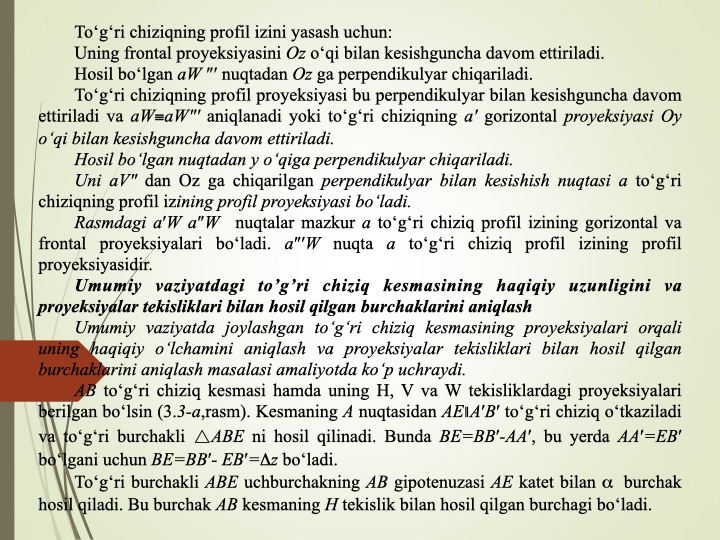 To‘g‘ri chiziqning profil izini yasash uchun:
Uning frontal proyeksiyasini Oz o‘qi bilan kesishguncha davom ettiriladi.
Hosil bo‘lgan aW ″′ nuqtadan Oz ga perpendikulyar chiqariladi.
To‘g‘ri chiziqning profil proyeksiyasi bu perpendikulyar bilan kesishguncha davom
ettiriladi va aW≡aW″′ aniqlanadi yoki to‘g‘ri chiziqning a′ gorizontal proyeksiyasi Oy
o‘qi bilan kesishguncha davom ettiriladi.
Hosil bo‘lgan nuqtadan y o‘qiga perpendikulyar chiqariladi.
Uni aV″ dan Oz ga chiqarilgan perpendikulyar bilan kesishish nuqtasi a to‘g‘ri
chiziqning profil izining profil proyeksiyasi bo‘ladi.
Rasmdagi a′W a″W nuqtalar mazkur a to‘g‘ri chiziq profil izining gorizontal va
frontal proyeksiyalari bo‘ladi. a″′W nuqta a to‘g‘ri chiziq profil izining profil
proyeksiyasidir.
Umumiy vaziyatdagi to’g’ri chiziq kesmasining haqiqiy uzunligini va
proyeksiyalar tekisliklari bilan hosil qilgan burchaklarini aniqlash
Umumiy vaziyatda joylashgan to‘g‘ri chiziq kesmasining proyeksiyalari orqali
uning haqiqiy o‘lchamini aniqlash va proyeksiyalar tekisliklari bilan hosil qilgan
burchaklarini aniqlash masalasi amaliyotda ko‘p uchraydi.
AB to‘g‘ri chiziq kesmasi hamda uning H, V va W tekisliklardagi proyeksiyalari
berilgan bo‘lsin (3.3-a,rasm). Kesmaning A nuqtasidan AE‖A′B′ to‘g‘ri chiziq o‘tkaziladi
va to‘g‘ri burchakli △ABE ni hosil qilinadi. Bunda BE=BB′-AA′, bu yerda AA′=EB′
bo‘lgani uchun BE=BB′- EB′=∆z bo‘ladi.
To‘g‘ri burchakli ABE uchburchakning AB gipotenuzasi AE katet bilan α burchak
hosil qiladi. Bu burchak AB kesmaning H tekislik bilan hosil qilgan burchagi bo‘ladi.